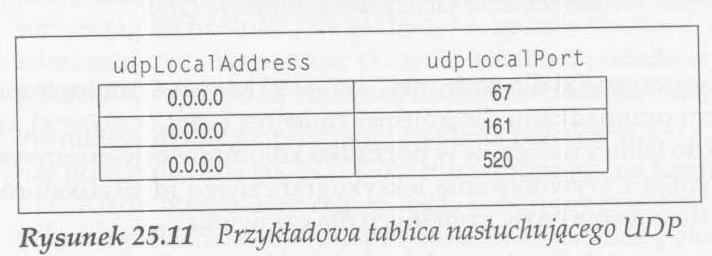 udpLocalAddress udpLocalPort
0.0.0.0 67
0.0.0.0 161
0.0.0.0 520
Rysunek 25.11 Przykładowa tablica nasłuchującego UDP